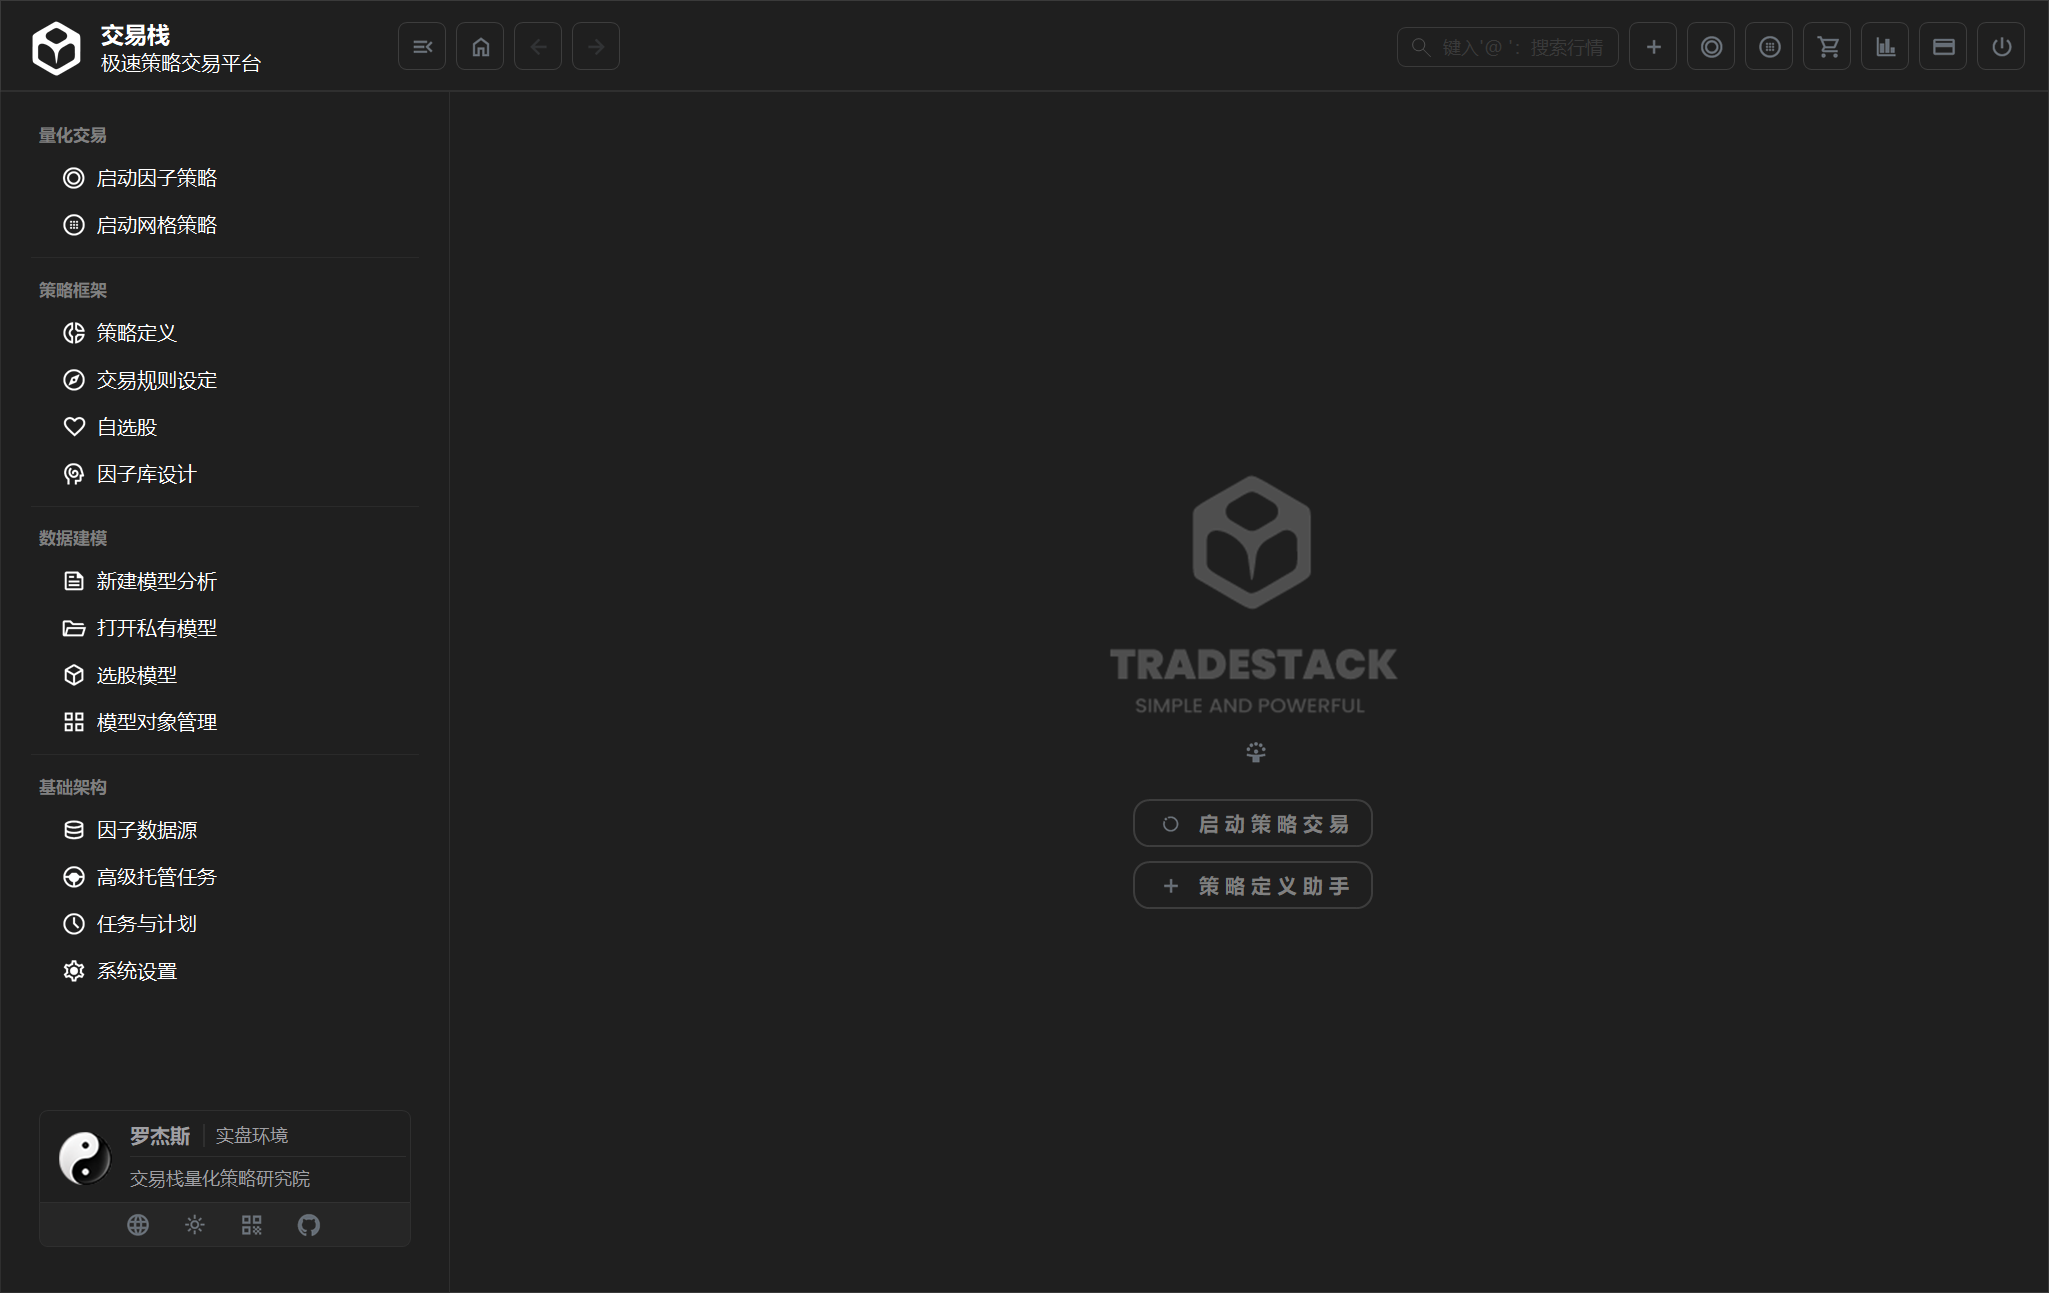 交易栈
极速策略交易平台
键入'@ '：搜索行情
量化交易
启动因子策略
启动网格策略
策略框架
策略定义
交易规则设定
自选股
因子库设计
数据建模
新建模型分析
打开私有模型
选股模型
模型对象管理
基础架构
因子数据源
高级托管任务
任务与计划
系统设置
罗杰斯
实盘环境
交易栈量化策略研究院
TRADESTACK
SIMPLE AND POWERFUL
启动策略交易
策略定义助手